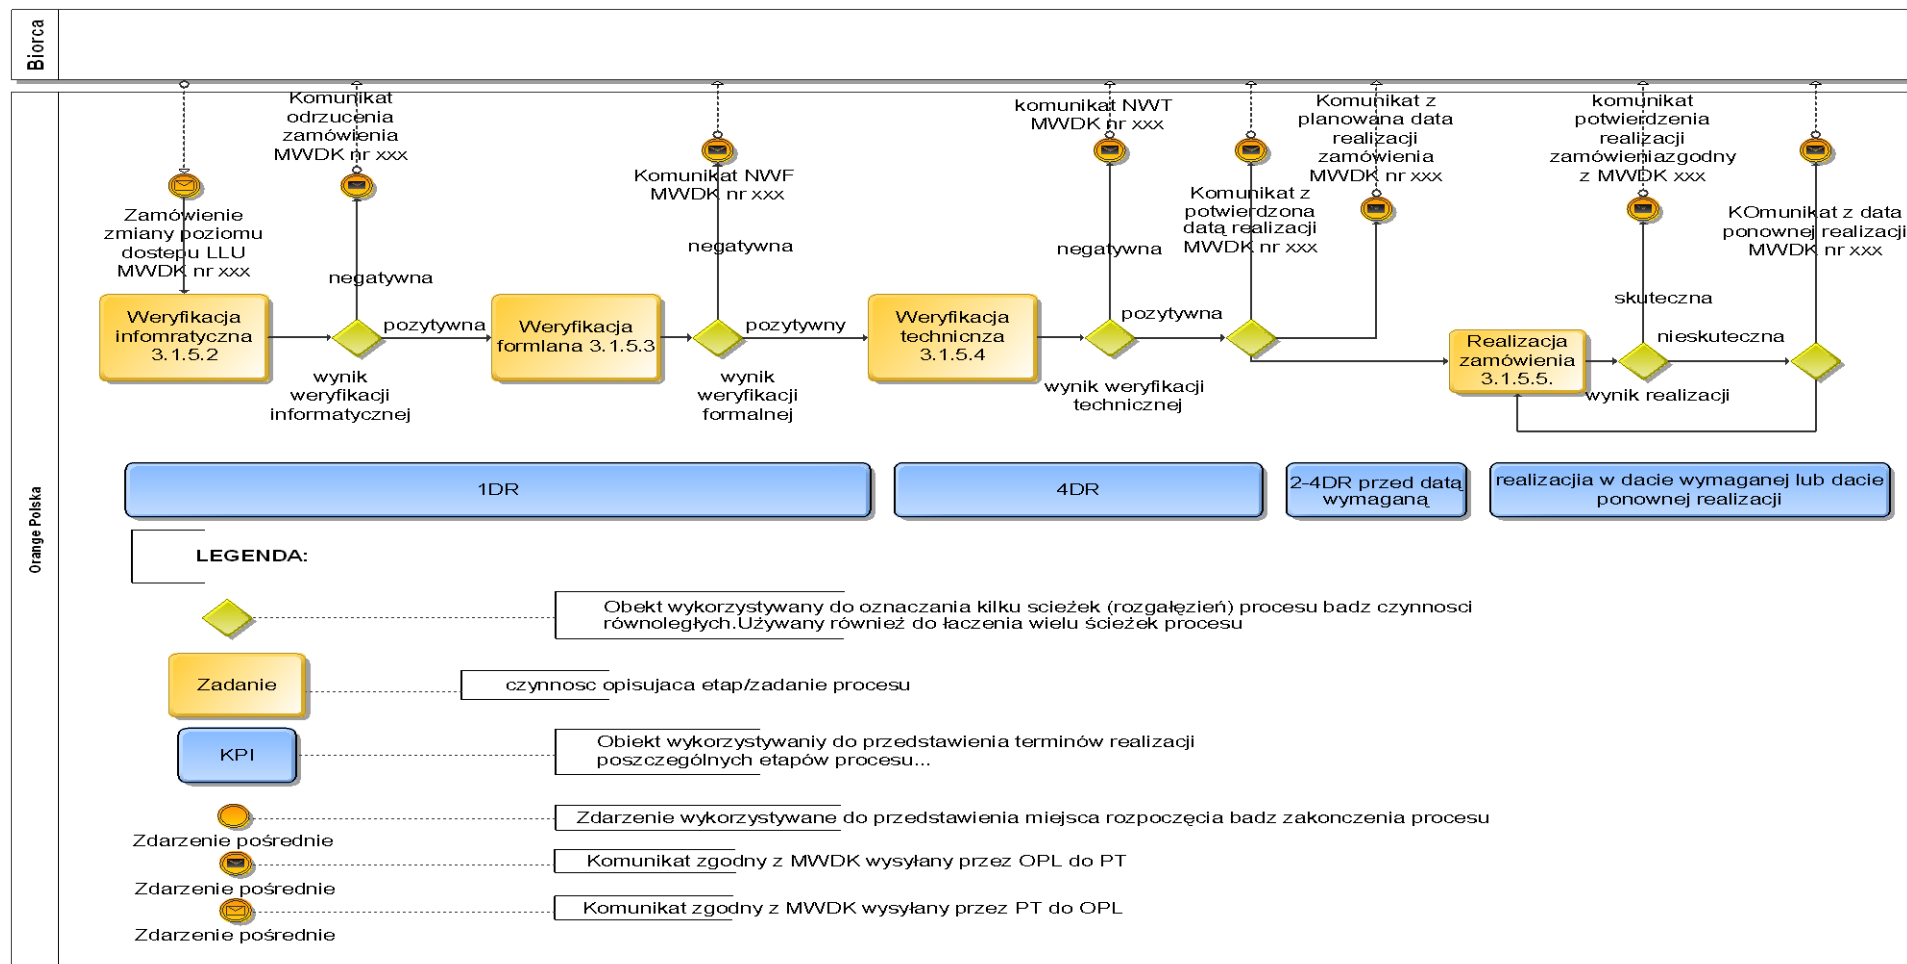 Biorca
Orange Polska
Komunikat
odrzucenia
zamówienia
MWDK nr xxx
Zamówienie
zmiany poziomu
dostepu LLU
MWDK nr xxx
negatywna
Weryfikacja
infomratyczna
3.1.5.2
pozytywna
wynik
weryfikacji
informatycznej
Komunikat NWF
MWDK nr xxx
negatywna
Weryfikacja
formlana 3.1.5.3
pozytywny
wynik
weryfikacji
formalnej
komunikat NWT
MWDK nr xxx
negatywna
Weryfikacja
techniczna
3.1.5.4
pozytywna
wynik weryfikacji
technicznej
Komunikat z
potwierdzona
datą realizacji
MWDK nr xxx
Komunikat z
planowana data
realizacji
zamówienia
MWDK nr xxx
komunikat
potwierdzenia
realizacji
zamówieniazgodny
z MWDK xxx
KOmunikat z data
ponownej realizacji
MWDK nr xxx
skuteczna
nieskuteczna
Realizacja
zamówienia
3.1.5.5.
wynik realizacji
1DR
4DR
2-4DR przed datą
wymaganą
realizacjia w dacie wymaganej lub dacie
ponownej realizacji
LEGENDA:
Obekt wykorzystywany do oznaczania kilku scieżek (rozgałęzień) procesu badz czynnosci
równoległych.Używany również do łaczenia wielu ścieżek procesu
Zadanie
czynnosc opisujaca etap/zadanie procesu
KPI
Obiekt wykorzystywaniy do przedstawienia terminów realizacji
poszczególnych etapów procesu...
Zdarzenie wykorzystywane do przedstawienia miejsca rozpoczęcia badz zakonczenia procesu
Zdarzenie pośrednie
Komunikat zgodny z MWDK wysyłany przez OPL do PT
Zdarzenie pośrednie
Komunikat zgodny z MWDK wysyłany przez PT do OPL
Zdarzenie pośrednie